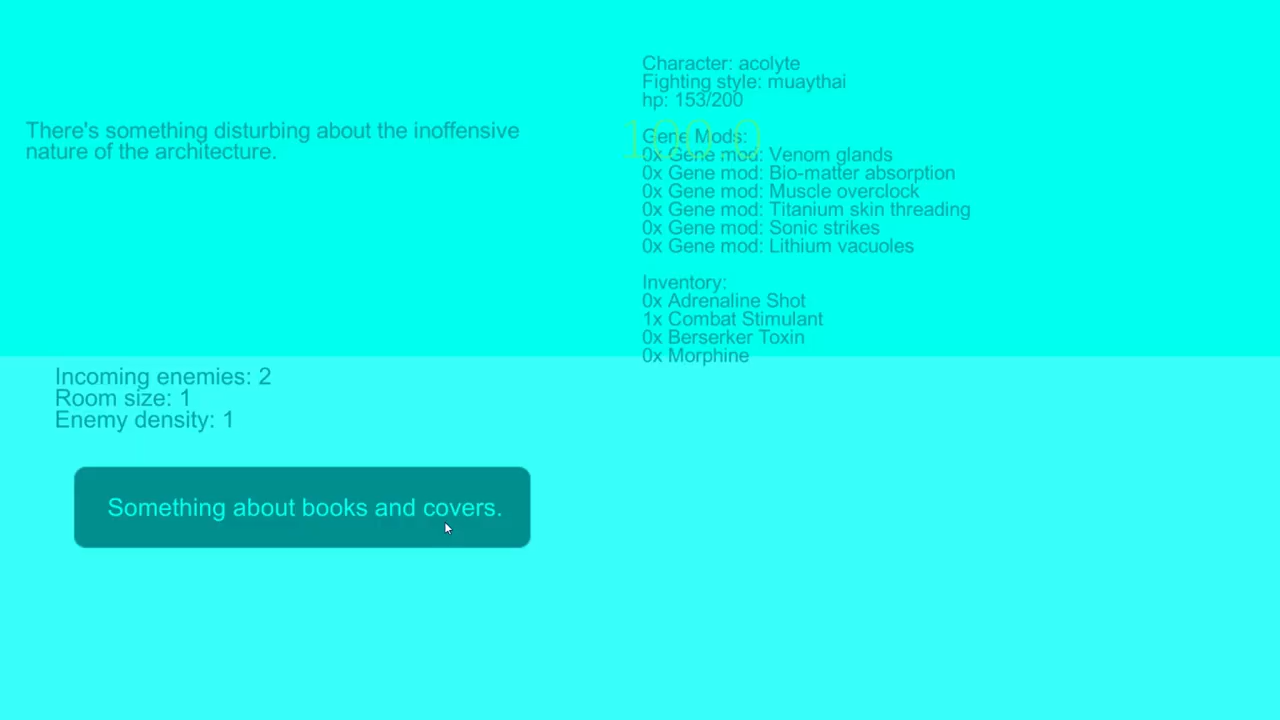 There's something disturbing about the inoffensive
nature of the architecture.
Incoming enemies: 2
Room size: 1
Enemy density: 1
Something about books and covers.
Character: acolyte
Fighting style: muaythai
hp: 153/200
100.0
Gene Mods:
0x Gene mod: Venom glands
0x Gene mod: Bio-matter absorption
0x Gene mod: Muscle overclock
0x Gene mod: Titanium skin threading
0x Gene mod: Sonic strikes
0x Gene mod: Lithium vacuoles
Inventory:
0x Adrenaline Shot
1x Combat Stimulant
0x Berserker Toxin
0x Morphine